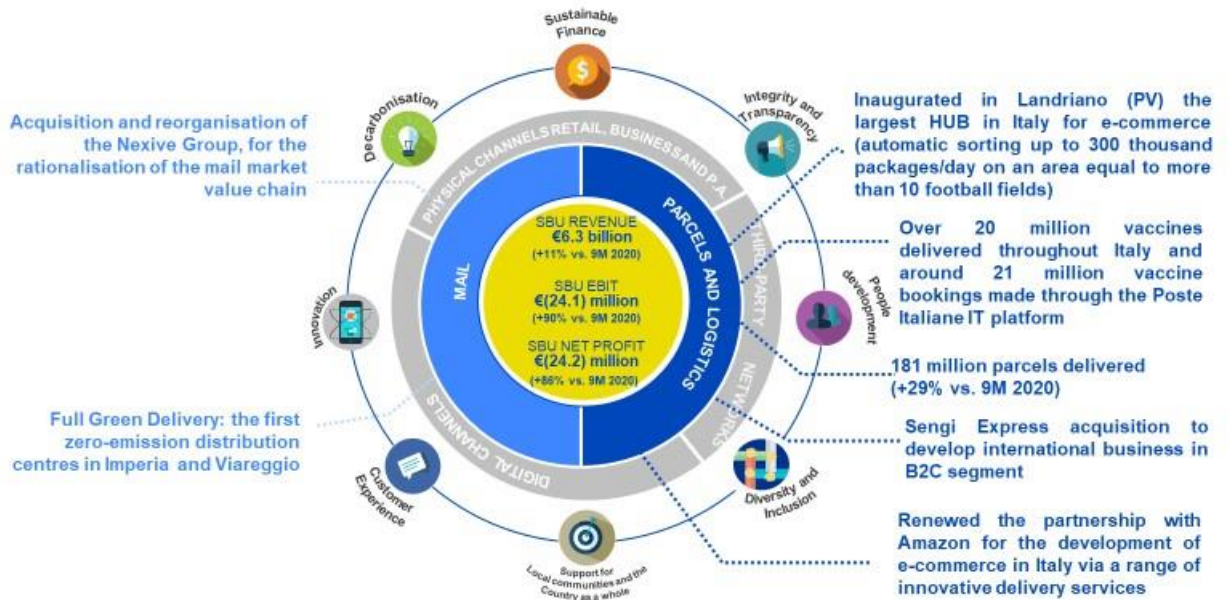 Sustainable
Finance
Decarbonisation
Integrity and
Transparency
Acquisition and reorganisation of
the Nexive Group, for the
rationalisation of the mail market
value chain
Inaugurated in Landriano (PV) the
largest HUB in Italy for e-commerce
(automatic sorting up to 300 thousand
packages/day on an area equal to more
than 10 football fields)
PHYSICAL CHANNELS RETAIL, BUSINESS AND P.A.
THIRD-PARTY
NETWORKS
DIGITAL CHANNELS
MAIL
PARCELS AND LOGISTICS
SBU REVENUE
€6.3 billion
(+11% vs. 9M 2020)
SBU EBIT
€(24.1) million
(+90% vs. 9M 2020)
SBU NET PROFIT
€(24.2) million
(+86% vs. 9M 2020)
Over 20 million vaccines
delivered throughout Italy and
around 21 million vaccine
bookings made through the Poste
Italiane IT platform
Innovation
People
development
181 million parcels delivered
(+29% vs. 9M 2020)
Full Green Delivery: the first
zero-emission distribution
centres in Imperia and Viareggio
Sengi Express acquisition to
develop international business in
B2C segment
Customer
Experience
Diversity and
Inclusion
Renewed the partnership with
Amazon for the development of
e-commerce in Italy via a range of
innovative delivery services
Support for
Local communities and the
Country as a whole